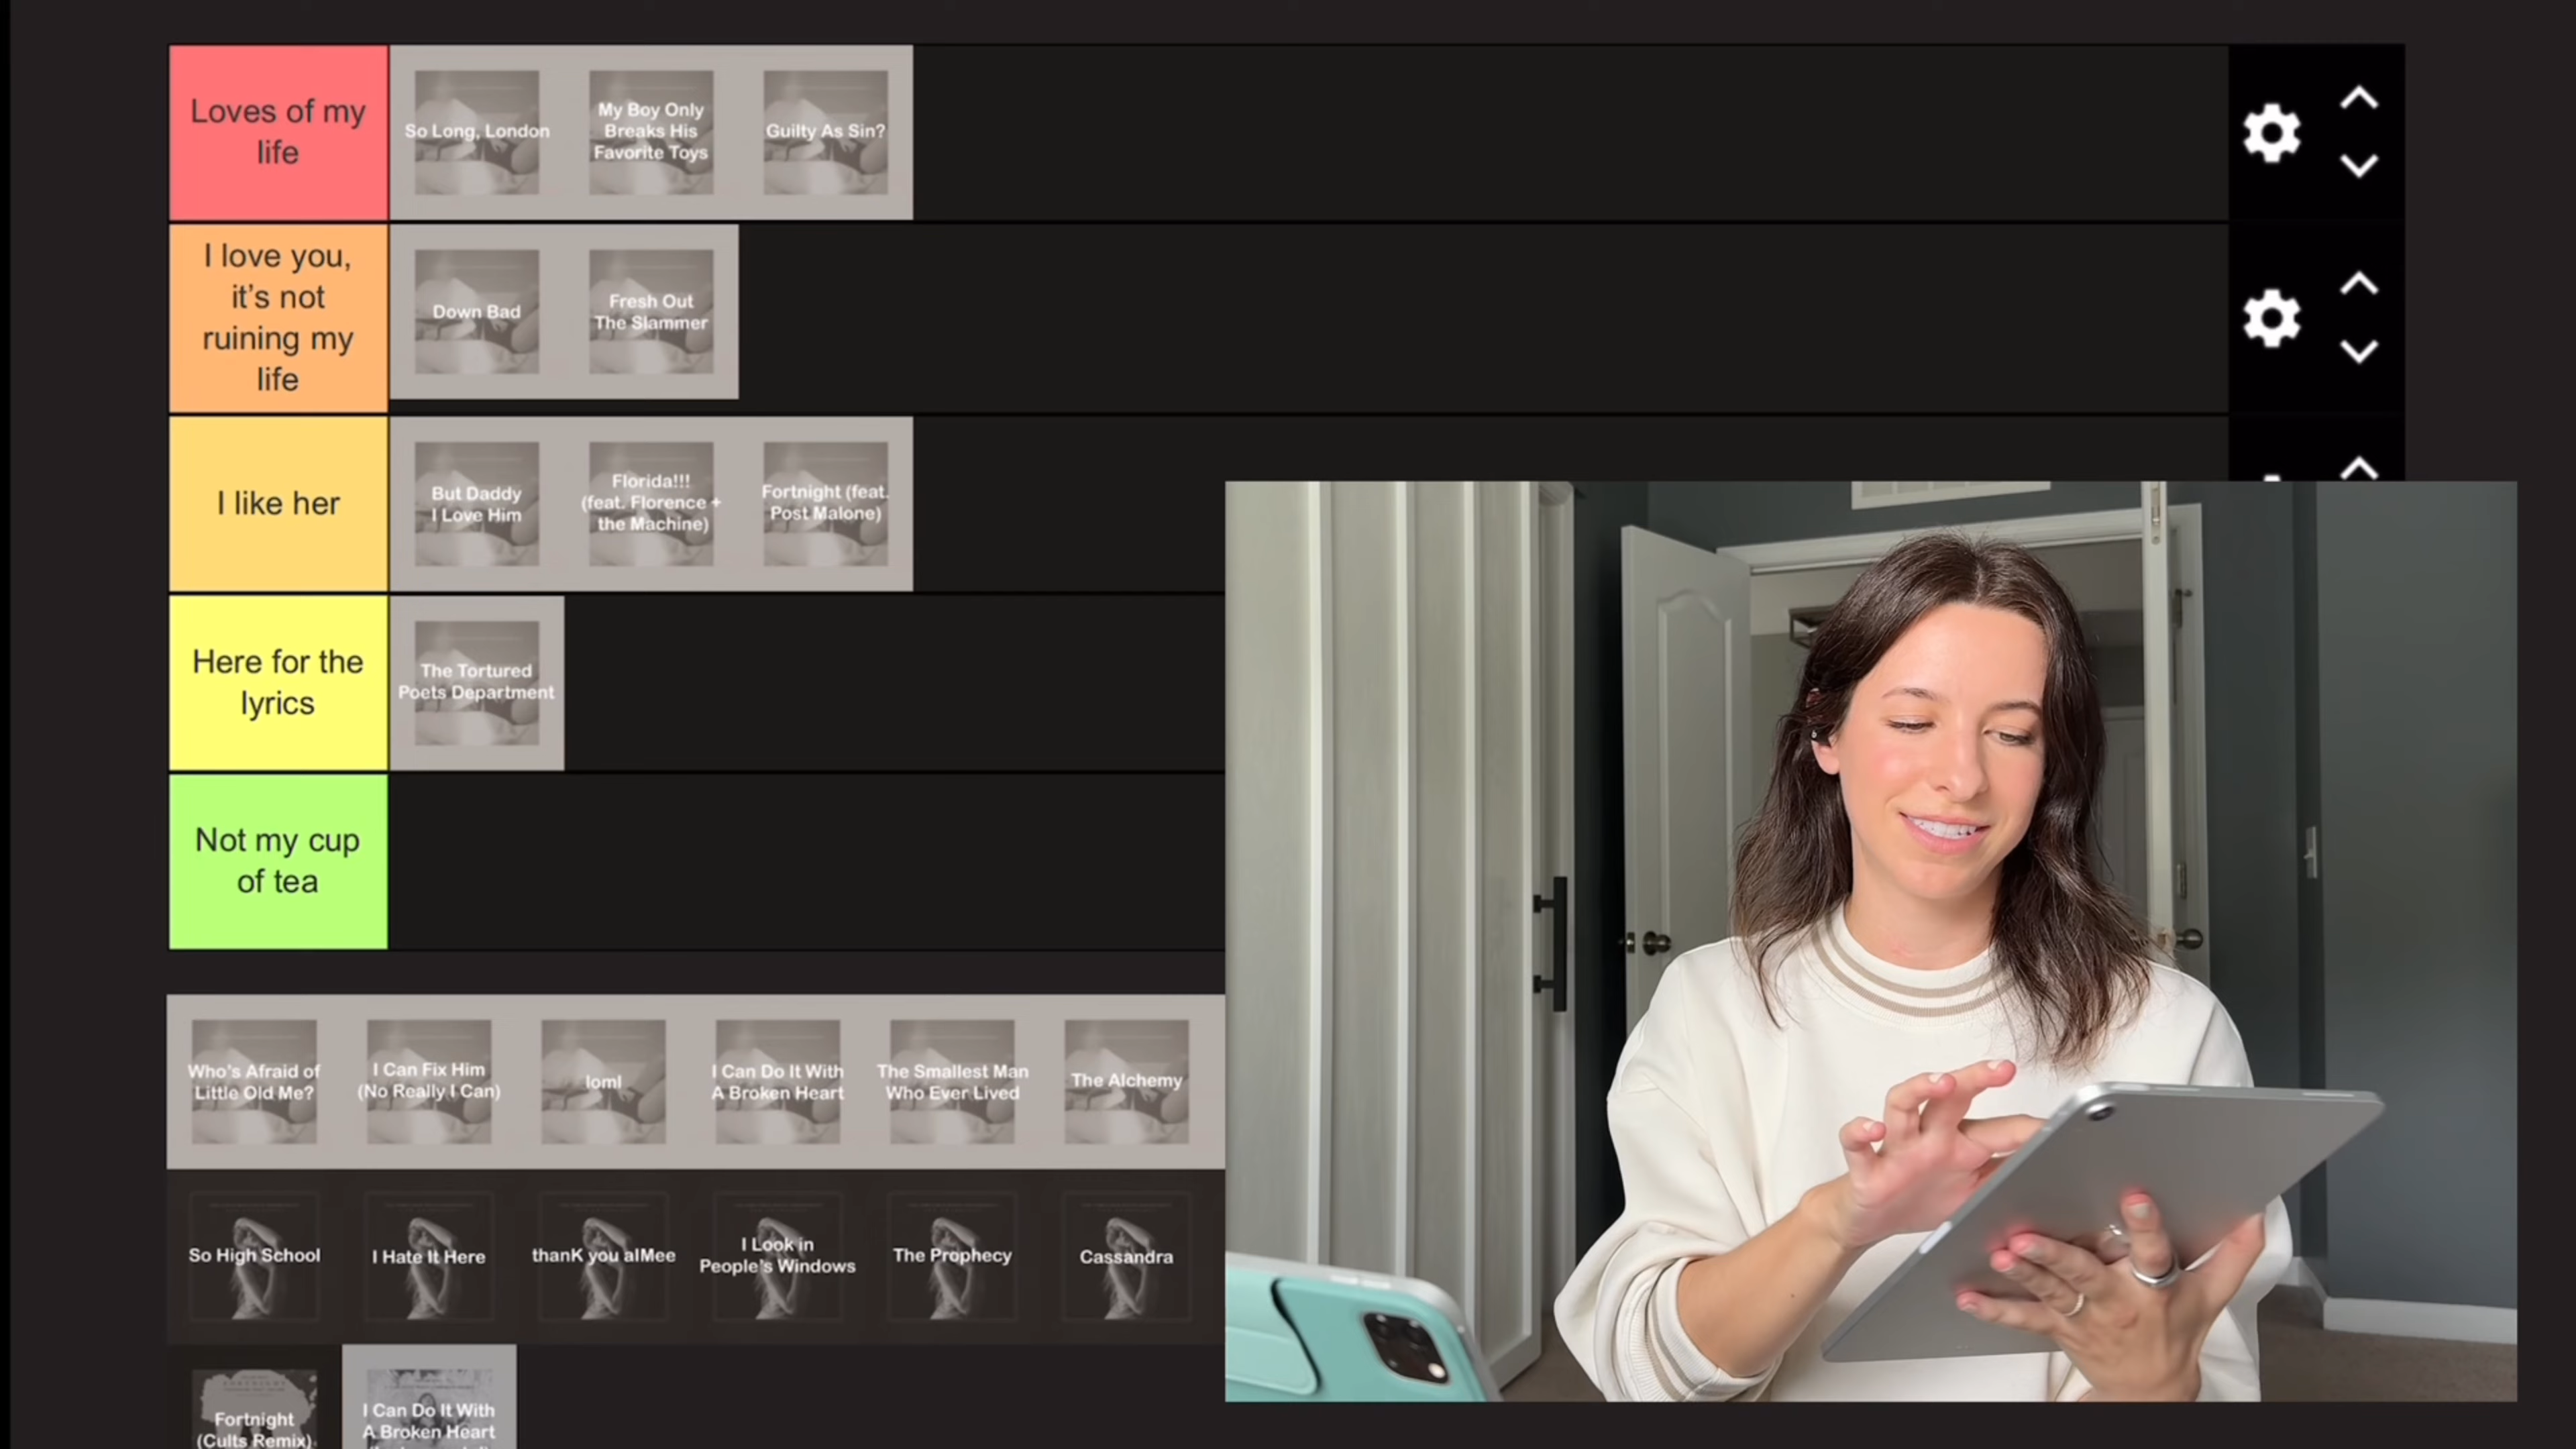 Loves of my
life
So Long, London
My Boy Only
Breaks His
Favorite Toys
Guilty As Sin?
I love you,
it's not
ruining my
life
Down Bad
Fresh Out
The Slammer
I like her
But Daddy
I Love Him
Florida!!!
(feat. Florence +
the Machine)
Fortnight (feat.
Post Malone)
Here for the
lyrics
The Tortured
Poets Department
Not my cup
of tea
Who's Afraid of
Little Old Me?
I Can Fix Him
(No Really I Can)
loml
I Can Do It With
A Broken Heart
The Smallest Man
Who Ever Lived
The Alchemy
So High School
I Hate It Here
thanK you aIMee
I Look in
People's Windows
The Prophecy
Cassandra
Fortnight
(Cults Remix)
I Can Do It With
A Broken Heart